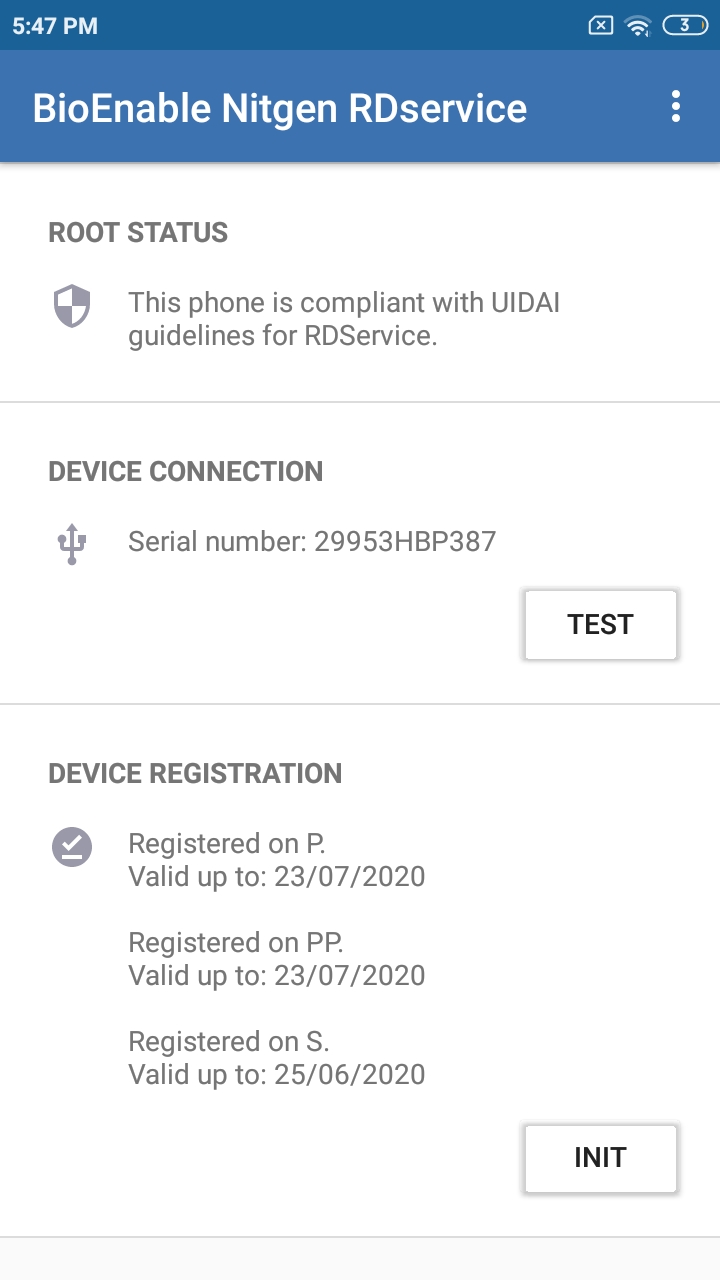 5:47 PM
3
BioEnable Nitgen RDservice
ROOT STATUS
This phone is compliant with UIDAI
guidelines for RDService.
DEVICE CONNECTION
Serial number: 29953HBP387
TEST
DEVICE REGISTRATION
Registered on P.
Valid up to: 23/07/2020
Registered on PP.
Valid up to: 23/07/2020
Registered on S.
Valid up to: 25/06/2020
INIT